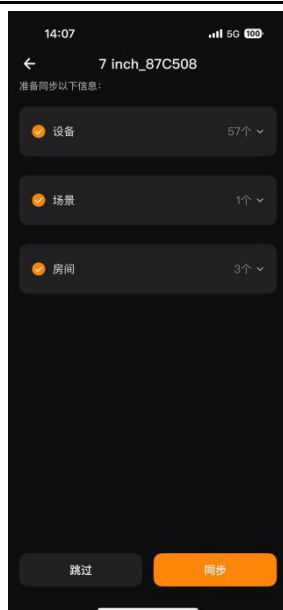 14:07
5G 100
7 inch_87C508
准备同步以下信息：
设备 57个
场景 1个
房间 3个
跳过 同步